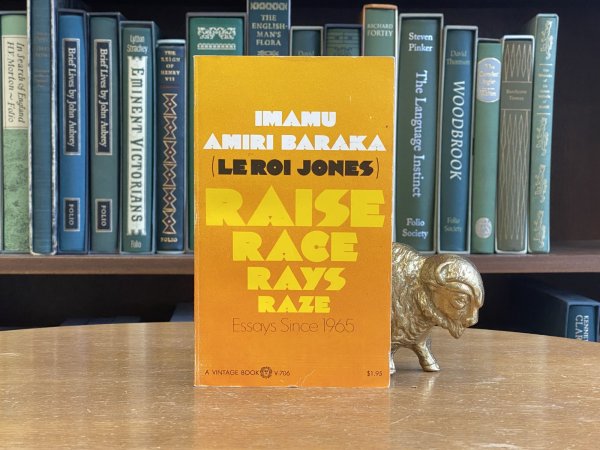 In Search of England
H.V. Morton
Folio
Brief Lives by John Aubrey
FOLIO
Brief Lives by John Aubrey
FOLIO
Lytton
Strachey
EMINENT VICTORIANS
Folio
THE REIGN OF
HENRY VII
FOLIO
THE
ENGLISH-
MAN'S
FLORA
RICHARD
FORTEY
Steven
Pinker
The Language Instinct
Folio
Society
David
Thomson
WOODBROOK
Folio
Society
IMAMU
AMIRI BARAKA
(LE ROI JONES)
RAISE
RACE
RAYS
RAZE
Essays Since 1965
A VINTAGE BOOK
V-706
$1.95